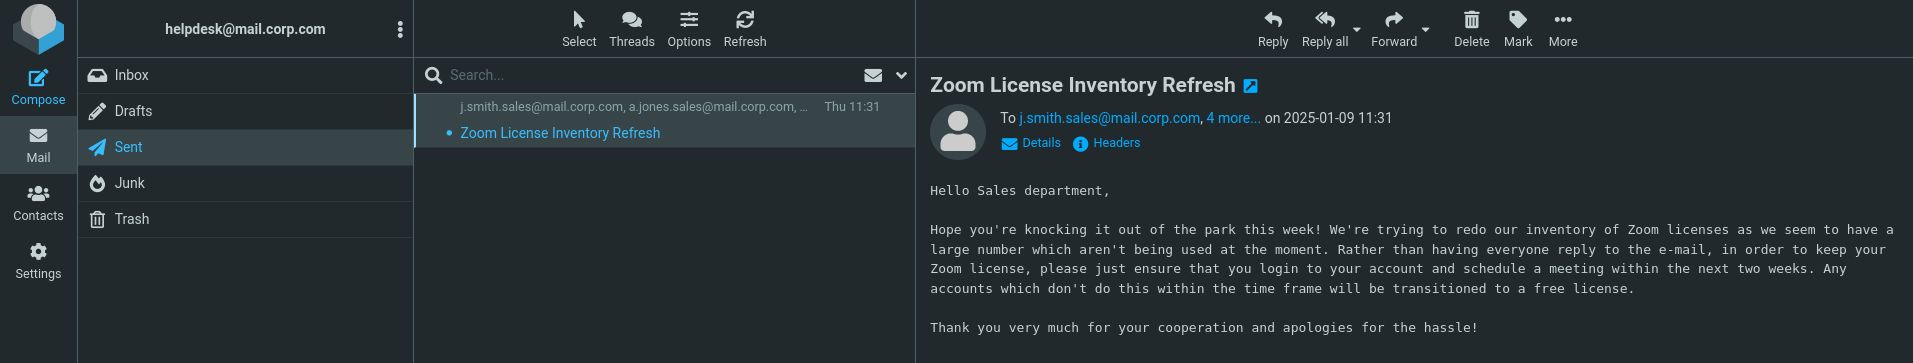 helpdesk@mail.corp.com
Select Threads Options Refresh
Reply Reply all Forward Delete Mark More
Compose
Mail
Contacts
Settings
Inbox
Drafts
Sent
Junk
Trash
Search...
j.smith.sales@mail.corp.com, a.jones.sales@mail.corp.com, ... Thu 11:31
• Zoom License Inventory Refresh
Zoom License Inventory Refresh
To j.smith.sales@mail.corp.com, 4 more... on 2025-01-09 11:31
Details Headers
Hello Sales department,
Hope you're knocking it out of the park this week! We're trying to redo our inventory of Zoom licenses as we seem to have a
large number which aren't being used at the moment. Rather than having everyone reply to the e-mail, in order to keep your
Zoom license, please just ensure that you login to your account and schedule a meeting within the next two weeks. Any
accounts which don't do this within the time frame will be transitioned to a free license.
Thank you very much for your cooperation and apologies for the hassle!